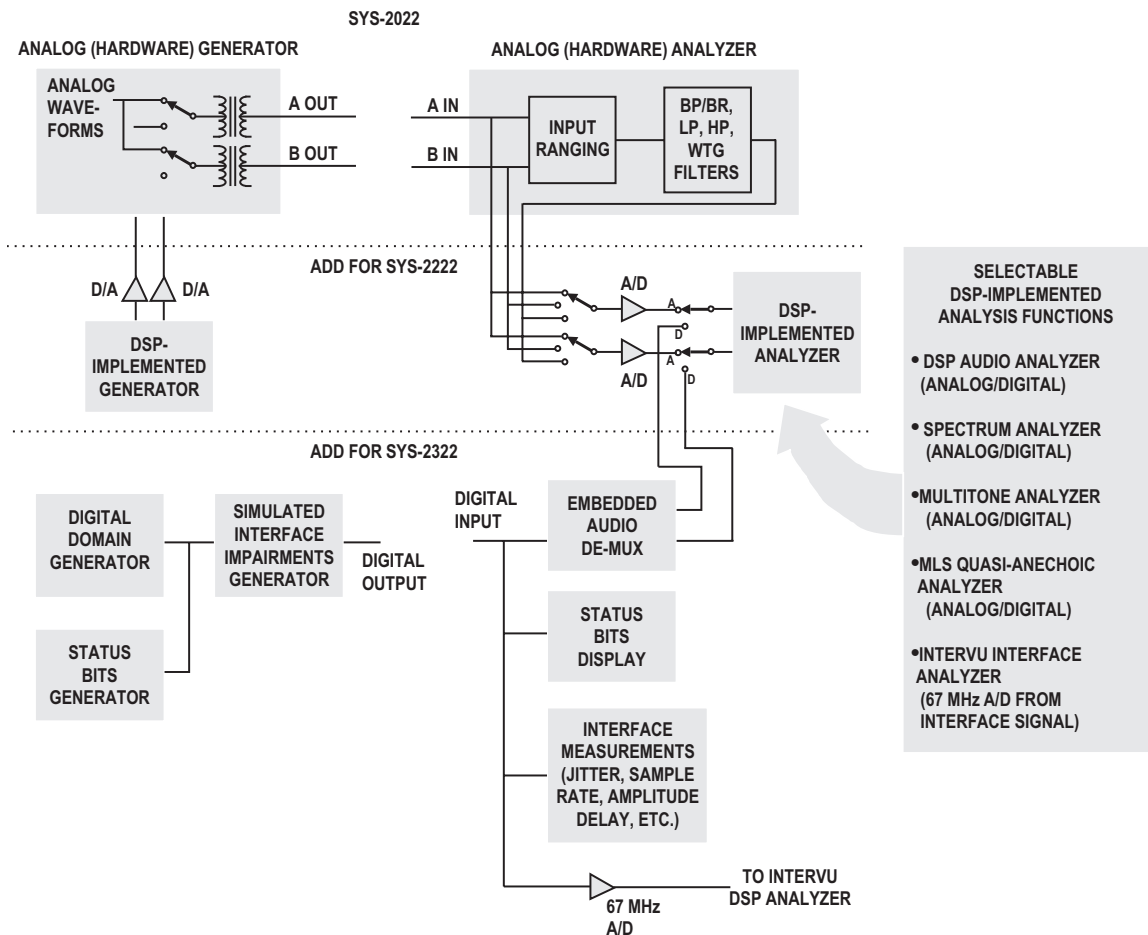 SYS-2022
ANALOG (HARDWARE) GENERATOR
ANALOG
WAVE-
FORMS
A OUT
B OUT
ANALOG (HARDWARE) ANALYZER
A IN
B IN
INPUT
RANGING
BP/BR,
LP, HP,
WTG
FILTERS
ADD FOR SYS-2222
D/A
D/A
DSP-
IMPLEMENTED
GENERATOR
A/D
A/D
A
D
A
D
DSP-
IMPLEMENTED
ANALYZER
ADD FOR SYS-2322
DIGITAL
DOMAIN
GENERATOR
SIMULATED
INTERFACE
IMPAIRMENTS
GENERATOR
DIGITAL
OUTPUT
STATUS
BITS
GENERATOR
DIGITAL
INPUT
EMBEDDED
AUDIO
DE-MUX
STATUS
BITS
DISPLAY
INTERFACE
MEASUREMENTS
(JITTER, SAMPLE
RATE, AMPLITUDE
DELAY, ETC.)
67 MHz
A/D
TO INTERVU
DSP ANALYZER
SELECTABLE
DSP-IMPLEMENTED
ANALYSIS FUNCTIONS
• DSP AUDIO ANALYZER
(ANALOG/DIGITAL)
• SPECTRUM ANALYZER
(ANALOG/DIGITAL)
•MULTITONE ANALYZER
(ANALOG/DIGITAL)
•MLS QUASI-ANECHOIC
ANALYZER
(ANALOG/DIGITAL)
•INTERVU INTERFACE
ANALYZER
(67 MHz A/D FROM
INTERFACE SIGNAL)